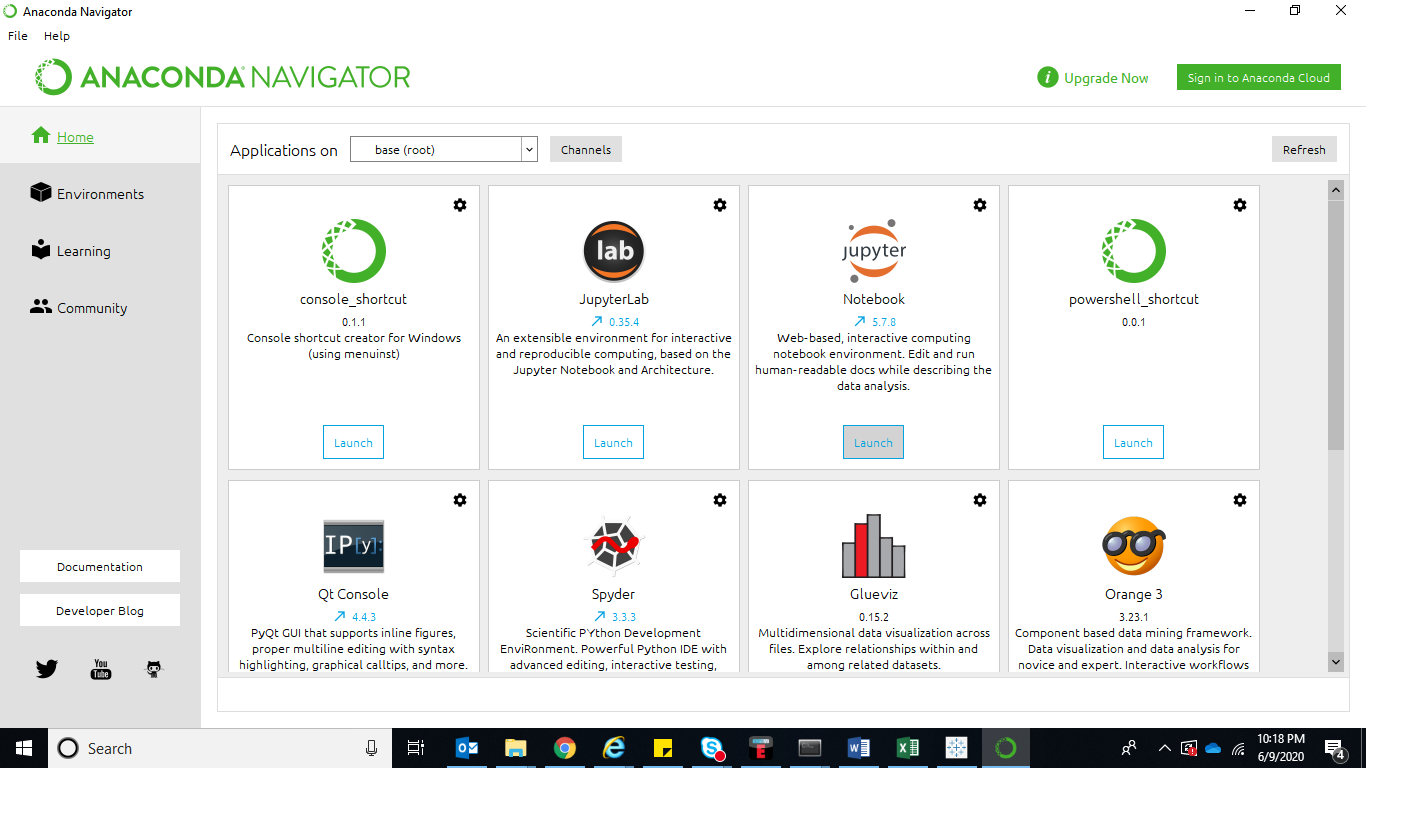 Anaconda Navigator
File Help
ANACONDA NAVIGATOR
i Upgrade Now
Sign in to Anaconda Cloud
Home
Environments
Learning
Community
Documentation
Developer Blog
You
Tube
Applications on
base (root)
Channels
Refresh
console_shortcut
0.1.1
Console shortcut creator for Windows
(using menuinst)
Launch
lab
JupyterLab
0.35.4
An extensible environment for interactive
and reproducible computing, based on the
Jupyter Notebook and Architecture.
Launch
jupyter
Notebook
5.7.8
Web-based, interactive computing
notebook environment. Edit and run
human-readable docs while describing the
data analysis.
Launch
powershell_shortcut
0.0.1
Launch
IP[y]:
Qt Console
4.4.3
PyQt GUI that supports inline figures,
proper multiline editing with syntax
highlighting, graphical calltips, and more.
Spyder
3.3.3
Scientific PYthon Development
EnviRonment. Powerful Python IDE with
advanced editing, interactive testing,
Glueviz
0.15.2
Multidimensional data visualization across
files. Explore relationships within and
among related datasets.
Orange 3
3.23.1
Component based data mining framework.
Data visualization and data analysis for
novice and expert. Interactive workflows
Search
10:18 PM
6/9/2020
4